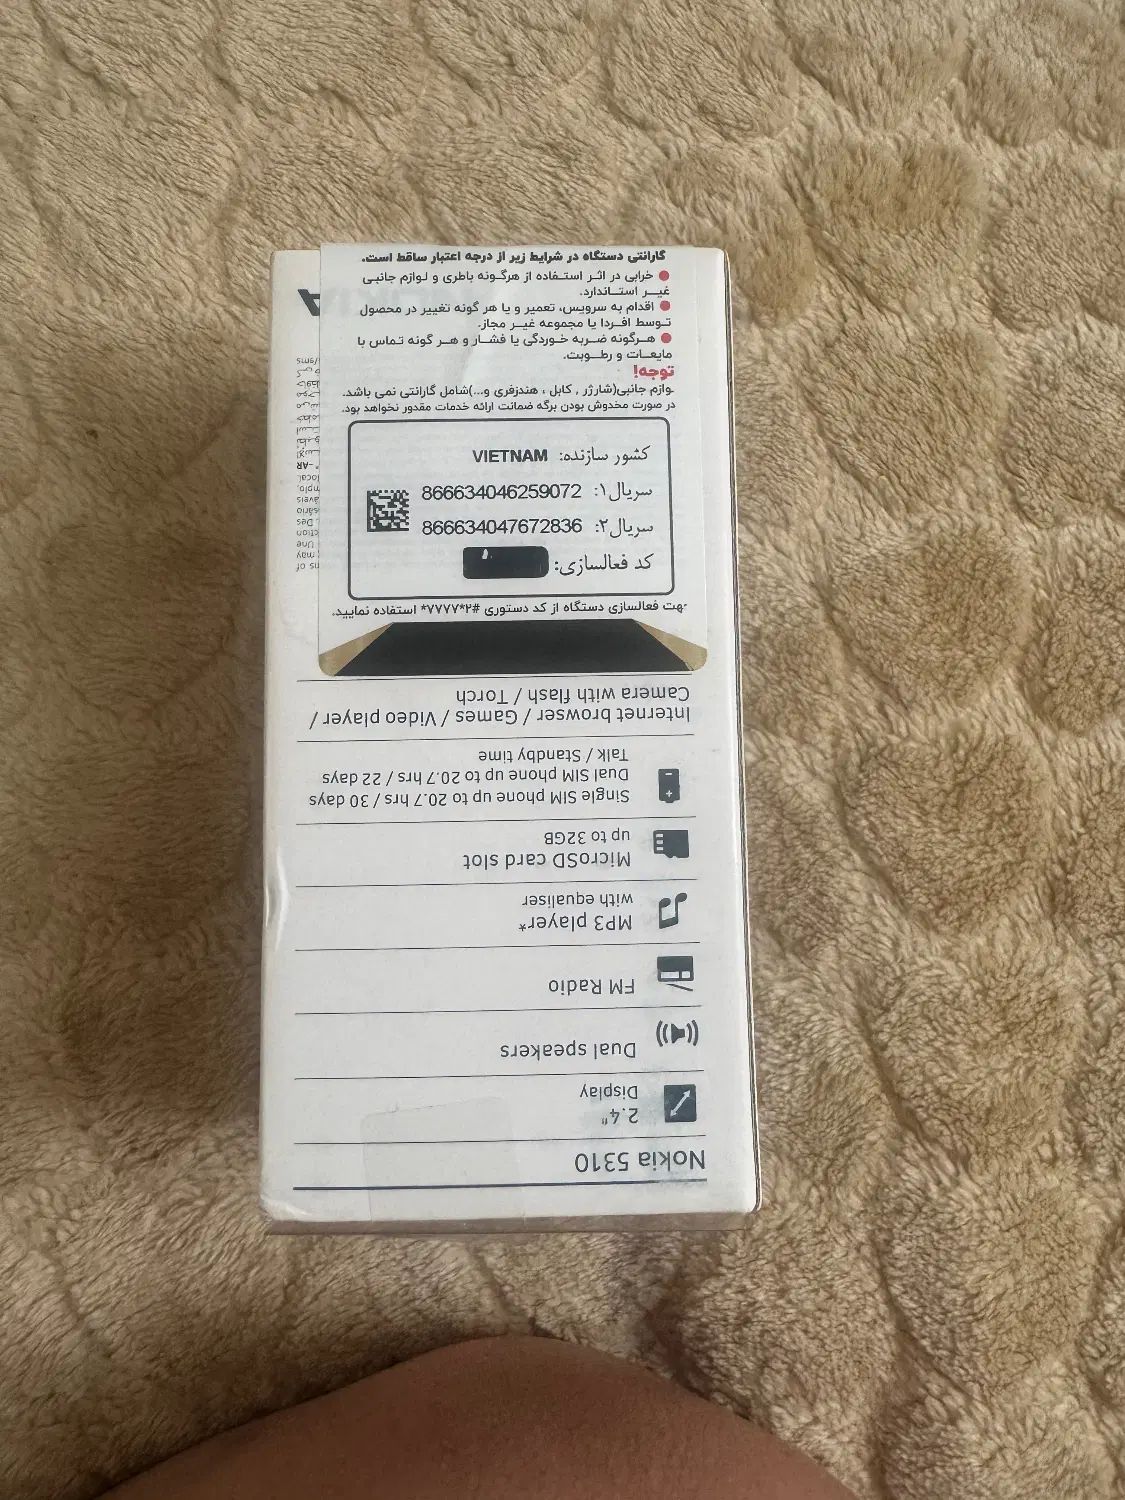 گارانتی دستگاه در شرایط زیر از درجه اعتبار ساقط است.
● خرابی در اثر استفاده از هرگونه باطری و لوازم جانبی
غیر استاندارد.
● اقدام به سرویس، تعمیر و یا هر گونه تغییر در محصول
توسط افردا یا مجموعه غیر مجاز.
● هرگونه ضربه خوردگی یا فشار و هر گونه تماس با
مایعات و رطوبت.
توجه!
وازم جانبی(شارژر , کابل ، هندزفری و...)شامل گارانتی نمی باشد.
در صورت مخدوش بودن برگه ضمانت ارائه خدمات مقدور نخواهد بود.
کشور سازنده: VIETNAM
سریال۱: 866634046259072
سریال۲: 866634047672836
کد فعالسازی:
هت فعالسازی دستگاه از کد دستوری #۲*۷۷۷۷* استفاده نمایید.
Nokia 5310
2.4"
Display
Dual speakers
FM Radio
MP3 player*
with equaliser
MicroSD card slot
up to 32GB
Single SIM phone up to 20.7 hrs / 30 days
Dual SIM phone up to 20.7 hrs / 22 days
Talk / Standby time
Internet browser / Games / Video player /
Camera with flash / Torch